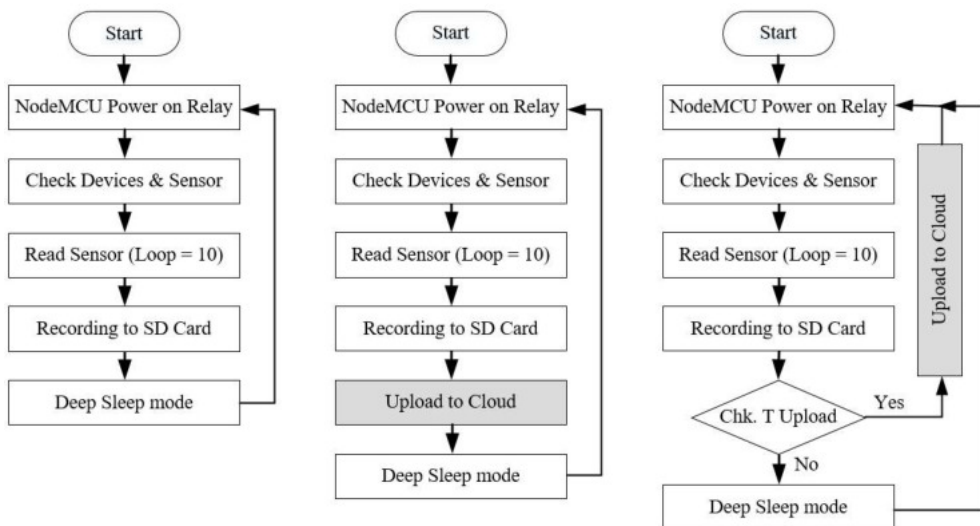 Start
NodeMCU Power on Relay
Check Devices & Sensor
Read Sensor (Loop = 10)
Recording to SD Card
Deep Sleep mode
Start
NodeMCU Power on Relay
Check Devices & Sensor
Read Sensor (Loop = 10)
Recording to SD Card
Upload to Cloud
Deep Sleep mode
Start
NodeMCU Power on Relay
Check Devices & Sensor
Read Sensor (Loop = 10)
Recording to SD Card
Chk. T Upload
Yes
Upload to Cloud
No
Deep Sleep mode